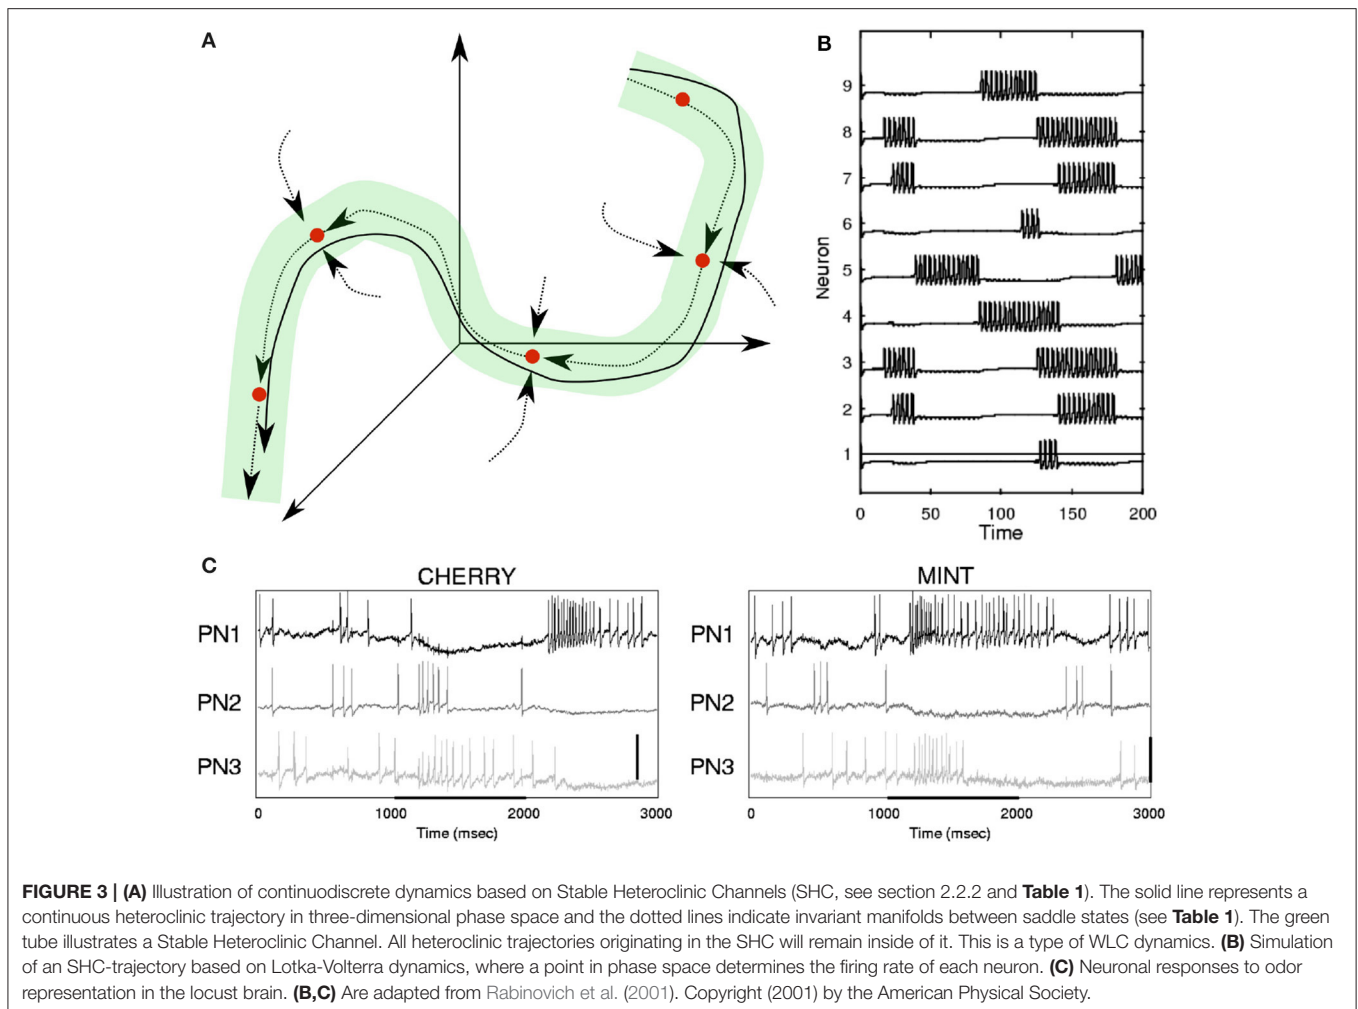 A
B
9
8
7
6
5
4
3
2
1
Neuron
0 50 100 150 200
Time
C
CHERRY
PN1
PN2
PN3
0 1000 2000 3000
Time (msec)
MINT
PN1
PN2
PN3
0 1000 2000 3000
Time (msec)
FIGURE 3 | (A) Illustration of continuodiscrete dynamics based on Stable Heteroclinic Channels (SHC, see section 2.2.2 and Table 1). The solid line represents a
continuous heteroclinic trajectory in three-dimensional phase space and the dotted lines indicate invariant manifolds between saddle states (see Table 1). The green
tube illustrates a Stable Heteroclinic Channel. All heteroclinic trajectories originating in the SHC will remain inside of it. This is a type of WLC dynamics. (B) Simulation
of an SHC-trajectory based on Lotka-Volterra dynamics, where a point in phase space determines the firing rate of each neuron. (C) Neuronal responses to odor
representation in the locust brain. (B,C) Are adapted from Rabinovich et al. (2001). Copyright (2001) by the American Physical Society.